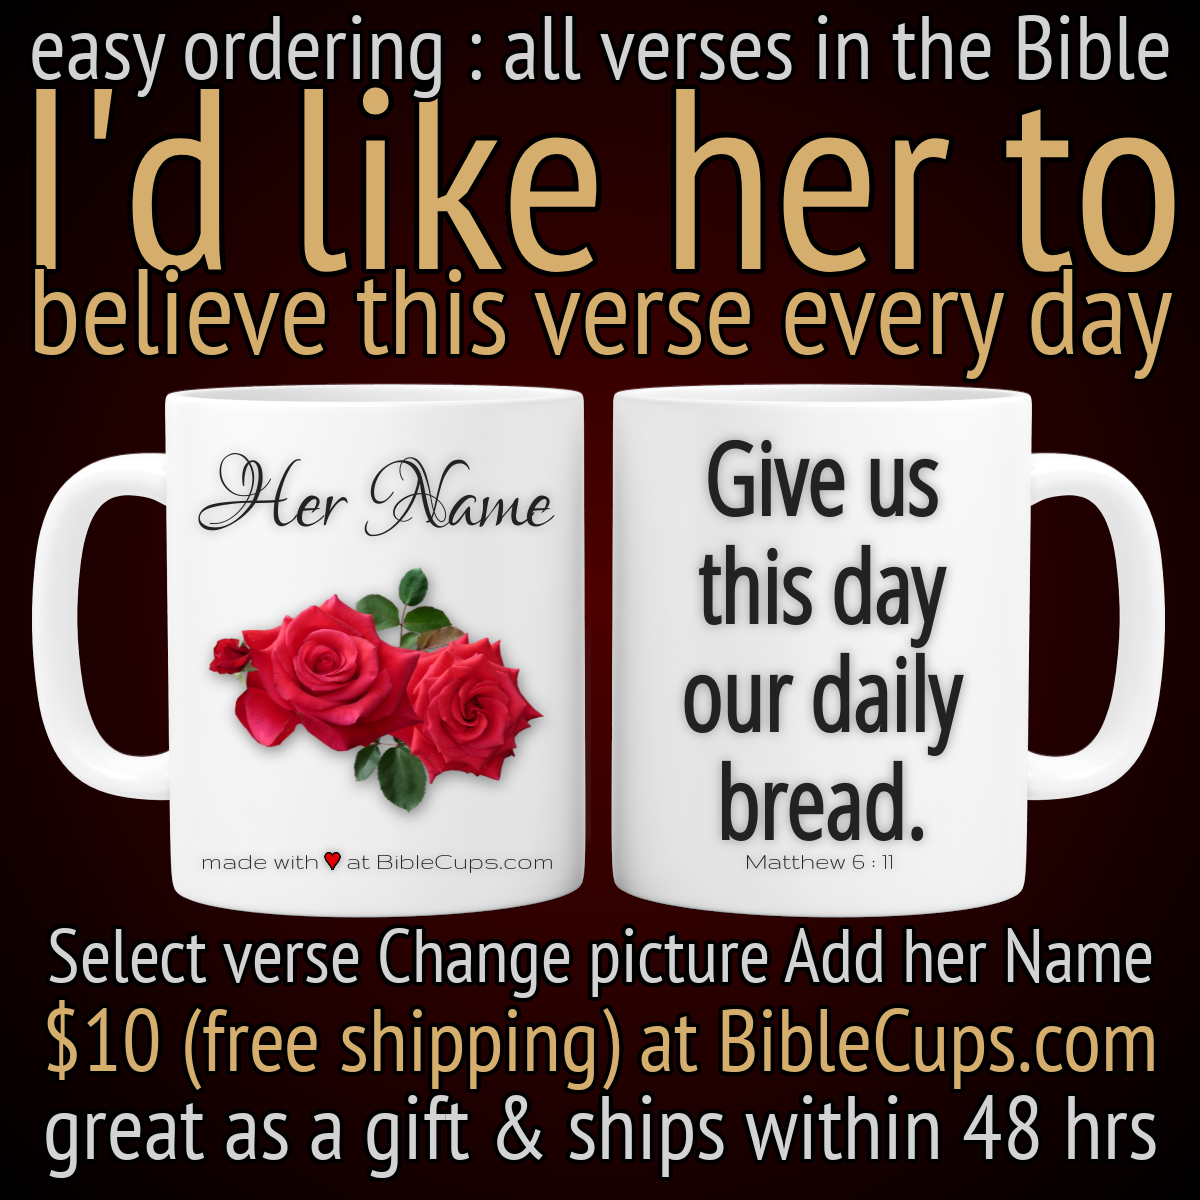 easy ordering : all verses in the Bible
I'd like her to
believe this verse every day
Her Name
made with ❤ at BibleCups.com
Give us
this day
our daily
bread.
Matthew 6 : 11
Select verse Change picture Add her Name
$10 (free shipping) at BibleCups.com
great as a gift & ships within 48 hrs